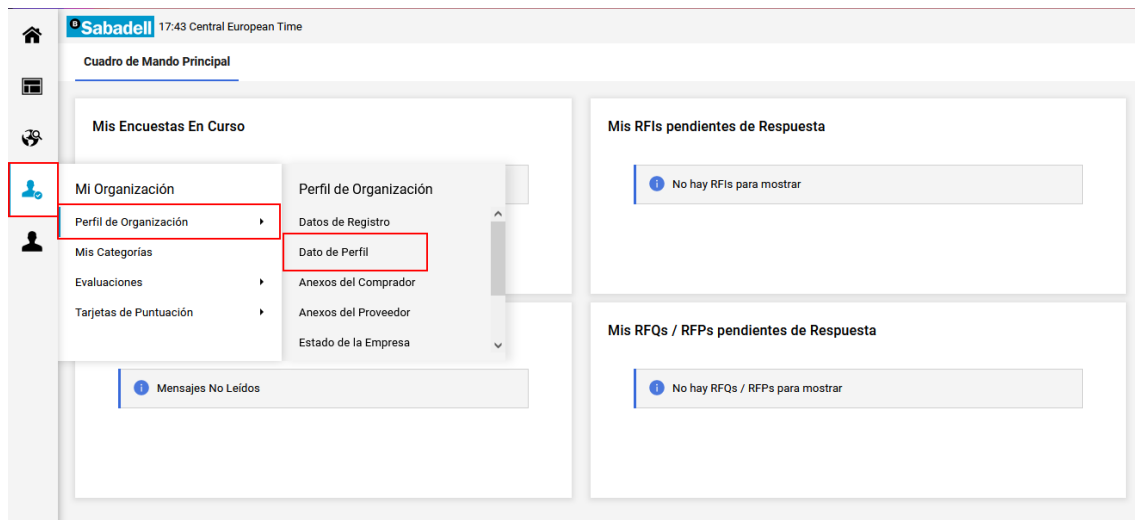 Sabadell 17:43 Central European Time
Cuadro de Mando Principal
Mis Encuestas En Curso
Mis RFIs pendientes de Respuesta
No hay RFIs para mostrar
Mi Organización
Perfil de Organización
Mis Categorías
Evaluaciones
Tarjetas de Puntuación
Perfil de Organización
Datos de Registro
Dato de Perfil
Anexos del Comprador
Anexos del Proveedor
Estado de la Empresa
Mis RFQs / RFPs pendientes de Respuesta
Mensajes No Leídos
No hay RFQs / RFPs para mostrar